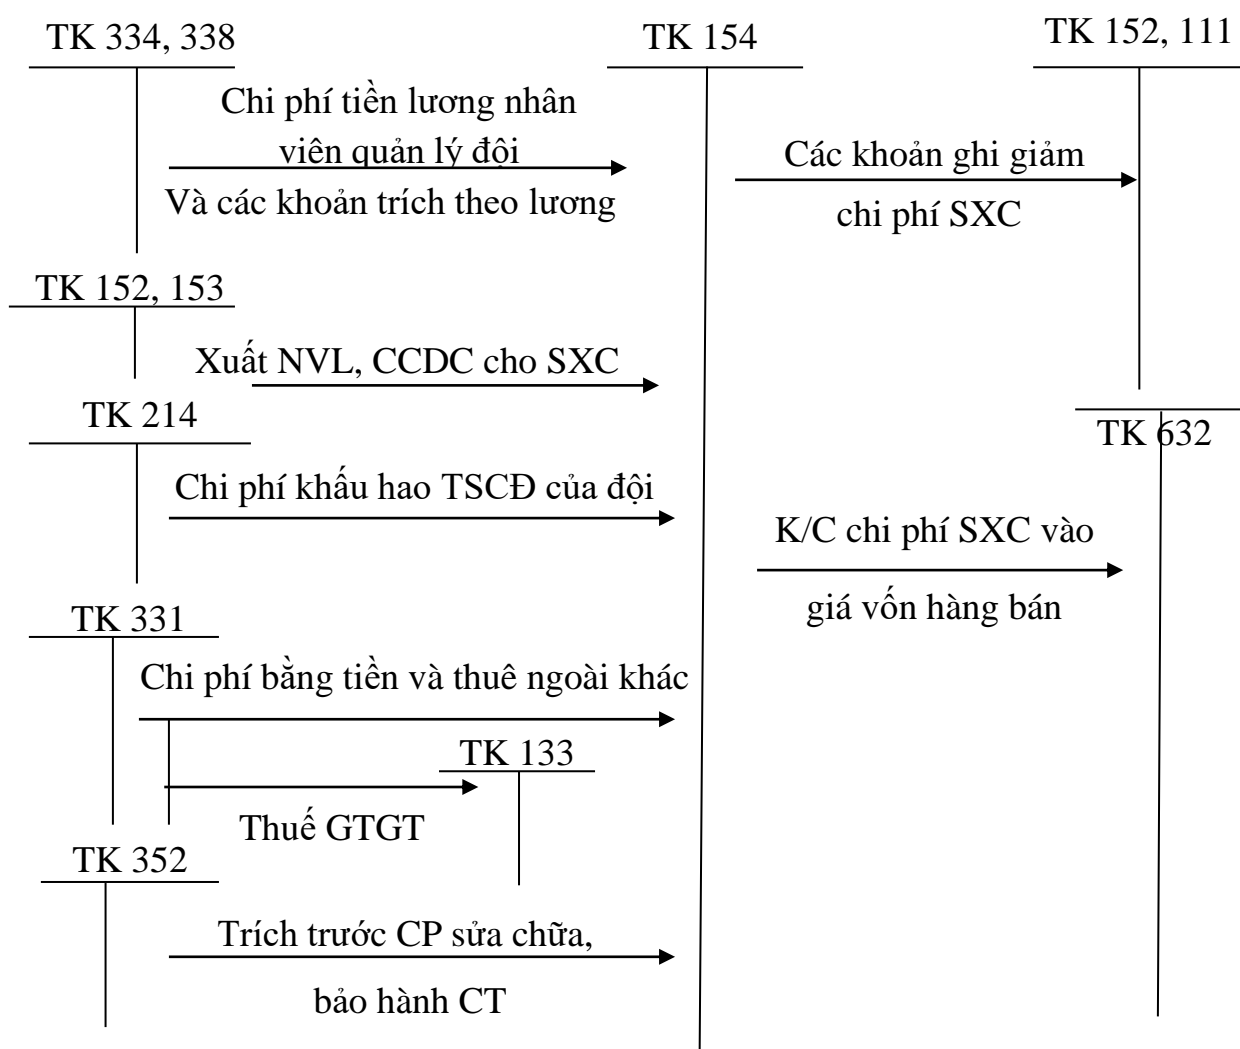 TK 334, 338
TK 154
TK 152, 111
Chi phí tiền lương nhân
viên quản lý đội
Và các khoản trích theo lương
Các khoản ghi giảm
chi phí SXC
TK 152, 153
Xuất NVL, CCDC cho SXC
TK 214
TK 632
Chi phí khấu hao TSCĐ của đội
K/C chi phí SXC vào
giá vốn hàng bán
TK 331
Chi phí bằng tiền và thuê ngoài khác
TK 133
Thuế GTGT
TK 352
Trích trước CP sửa chữa,
bảo hành CT